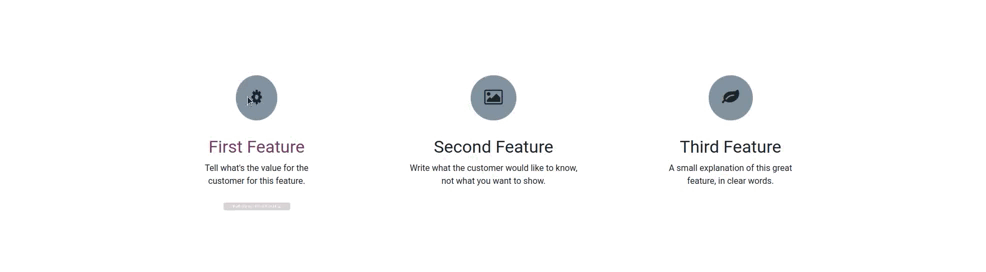 First Feature
Tell what's the value for the
customer for this feature.
Second Feature
Write what the customer would like to know,
not what you want to show.
Third Feature
A small explanation of this great
feature, in clear words.